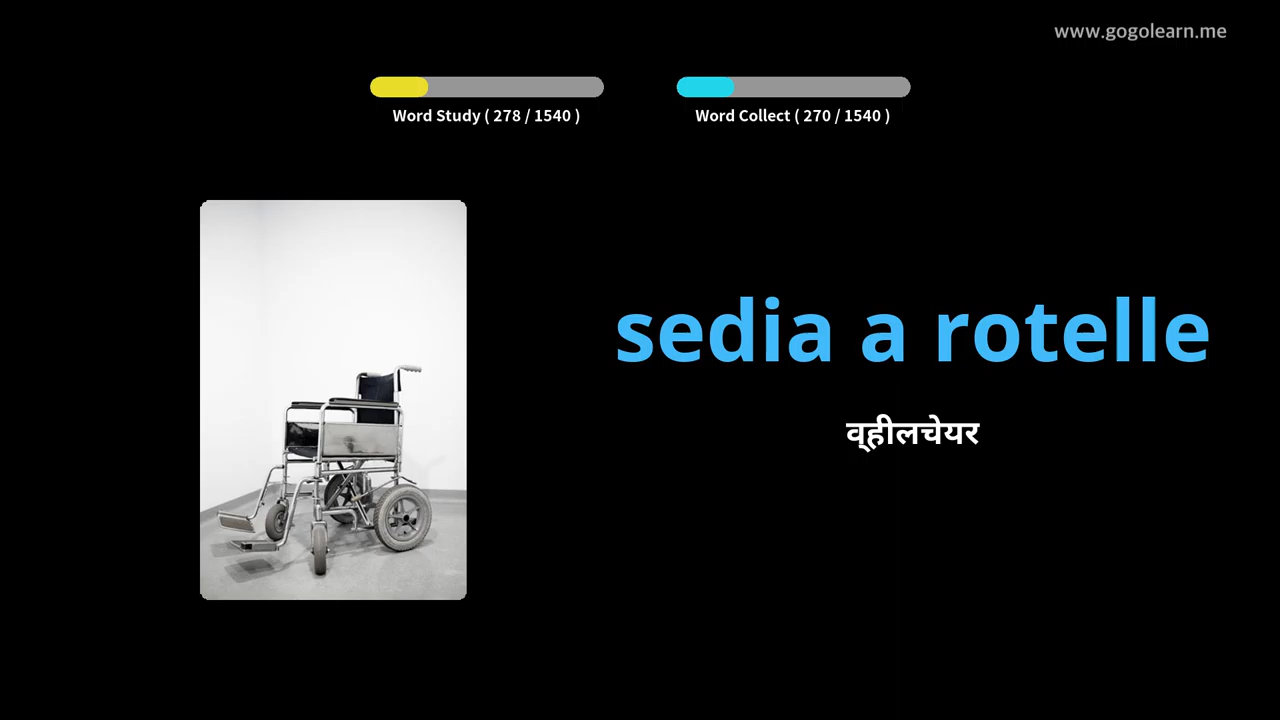 www.gogolearn.me
Word Study ( 278 / 1540 )
Word Collect ( 270 / 1540 )
sedia a rotelle
व्हीलचेयर